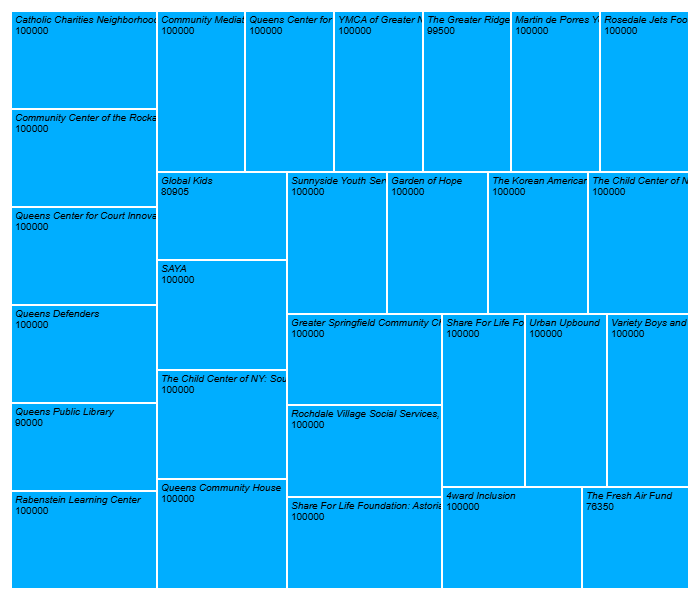 Catholic Charities Neighborhoo
100000
Community Center of the Rocka
100000
Queens Center for Court Innova
100000
Queens Defenders
100000
Queens Public Library
90000
Rabenstein Learning Center
100000
Community Mediat
100000
Queens Center for
100000
YMCA of Greater N
100000
The Greater Ridge
99500
Martin de Porres Y
100000
Rosedale Jets Foo
100000
Global Kids
80905
SAYA
100000
The Child Center of NY: Sou
100000
Queens Community House
100000
Sunnyside Youth Ser
100000
Garden of Hope
100000
The Korean American
100000
The Child Center of N
100000
Greater Springfield Community Ch
100000
Rochdale Village Social Services,
100000
Share For Life Foundation: Astoria
100000
Share For Life Fo
100000
Urban Upbound
100000
Variety Boys and
100000
4ward Inclusion
100000
The Fresh Air Fund
76350